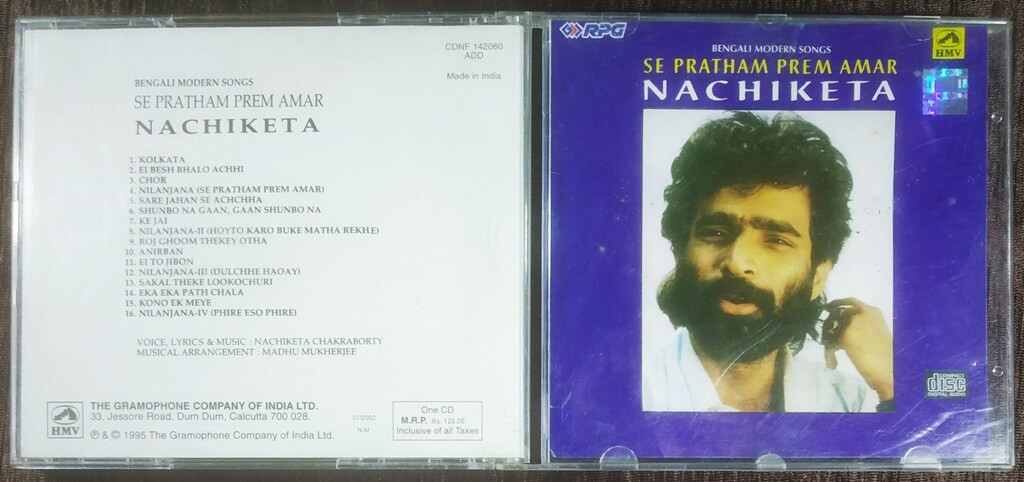 CDNF 142060
ADD
Made in India
BENGALI MODERN SONGS
SE PRATHAM PREM AMAR
NACHIKETA
1. KOLKATA
2. EI BESH BHALO ACHHI
3. CHOR
4. NILANJANA (SE PRATHAM PREM AMAR)
5. SARE JAHAN SE ACHCHHA
6. SHUNBO NA GAAN, GAAN SHUNBO NA
7. KE JAI
8. NILANJANA-II (HOYTO KARO BUKE MATHA REKHE)
9. ROJ GHOOM THEKEY OTHA
10. ANIRBAN
11. EI TO JIBON
12. NILANJANA-III (DULCHHE HAOAY)
13. SAKAL THEKE LOOKOCHURI
14. EKA EKA PATH CHALA
15. KONO EK MEYE
16. NILANJANA-IV (PHIRE ESO PHIRE)
VOICE, LYRICS & MUSIC : NACHIKETA CHAKRABORTY
MUSICAL ARRANGEMENT : MADHU MUKHERJEE
HMV
THE GRAMOPHONE COMPANY OF INDIA LTD.
33, Jessore Road, Dum Dum, Calcutta 700 028.
℗ & © 1995 The Gramophone Company of India Ltd.
07/2002
N.M.
One CD
M.R.P. Rs. 125.00
Inclusive of all Taxes
RPG
HMV
BENGALI MODERN SONGS
SE PRATHAM PREM AMAR
NACHIKETA
COMPACT
disc
DIGITAL AUDIO